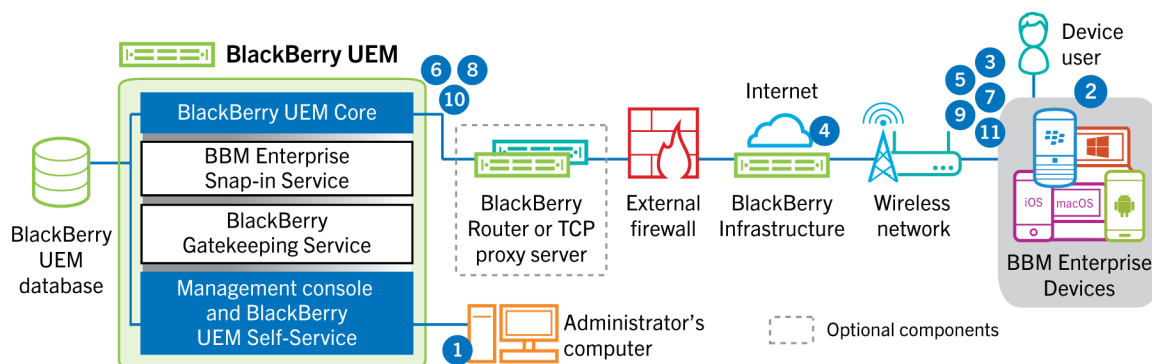 BlackBerry UEM
6
8
10
BlackBerry UEM Core
BBM Enterprise
Snap-in Service
BlackBerry
Gatekeeping Service
Management console
and BlackBerry
UEM Self-Service
BlackBerry
UEM
database
1
Administrator's
computer
BlackBerry
Router or TCP
proxy server
External
firewall
Internet
4
BlackBerry
Infrastructure
Wireless
network
3
5
7
9
11
Device
user
2
iOS
macOS
BBM Enterprise
Devices
Optional components